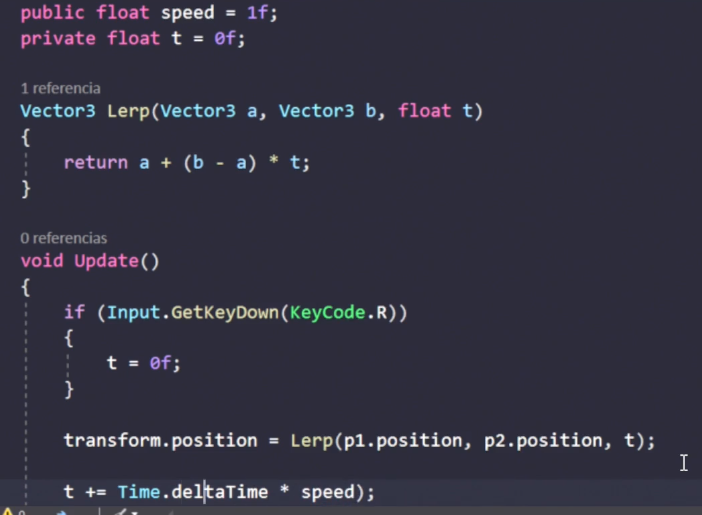 public float speed = 1f;
private float t = 0f;
1 referencia
Vector3 Lerp(Vector3 a, Vector3 b, float t)
{
return a + (b - a) * t;
}
0 referencias
void Update()
{
if (Input.GetKeyDown(KeyCode.R))
{
t = 0f;
}
transform.position = Lerp(p1.position, p2.position, t);
t += Time.deltaTime * speed);